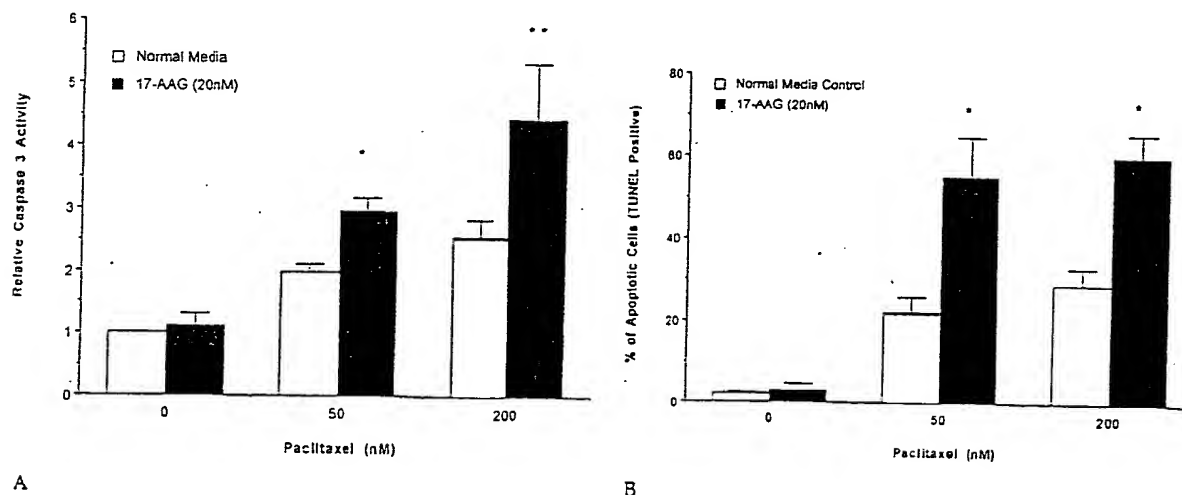 6
5
4
3
2
1
0
Relative Caspase 3 Activity
Normal Media
17-AAG (20nM)
*
* *
0
50
200
Paclitaxel (nM)
A
80
60
40
20
0
% of Apoptotic Cells (TUNEL Positive)
Normal Media Control
17-AAG (20nM)
*
*
0
50
200
Paclitaxel (nM)
B